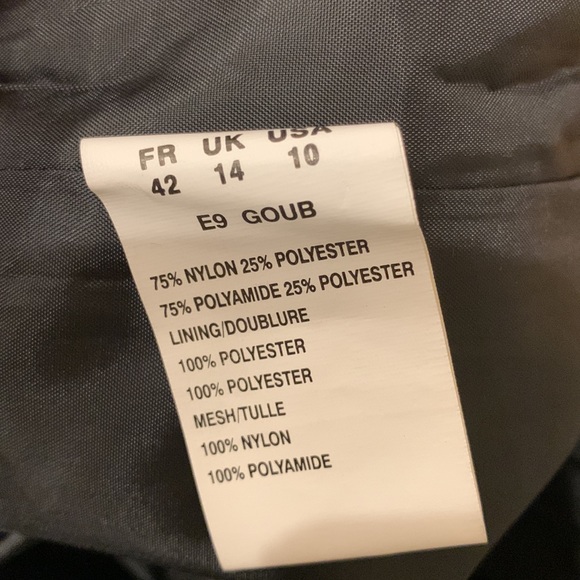 FR UK USA
42 14 10
E9 GOUB
75% NYLON 25% POLYESTER
75% POLYAMIDE 25% POLYESTER
LINING/DOUBLURE
100% POLYESTER
100% POLYESTER
MESH/TULLE
100% NYLON
100% POLYAMIDE